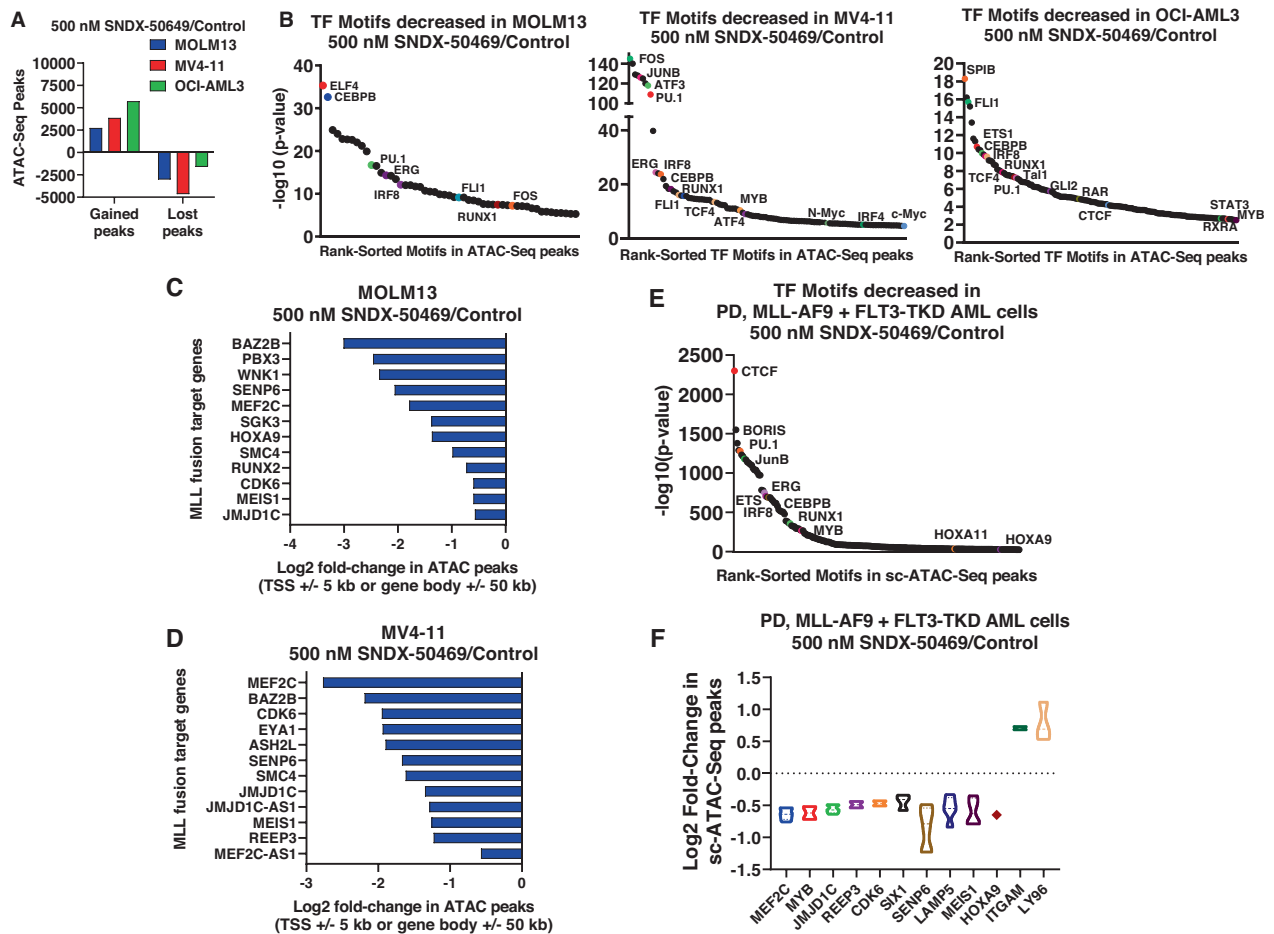 A
500 nM SNDX-50649/Control
MOLM13
MV4-11
OCI-AML3
ATAC-Seq Peaks
10000
7500
5000
2500
0
-2500
-5000
Gained
peaks
Lost
peaks
B
TF Motifs decreased in MOLM13
500 nM SNDX-50469/Control
-log10 (p-value)
40
30
20
10
0
ELF4
CEBPB
PU.1
ERG
IRF8
FLI1
RUNX1
FOS
Rank-Sorted Motifs in ATAC-Seq peaks
TF Motifs decreased in MV4-11
500 nM SNDX-50469/Control
140
120
100
40
20
0
FOS
JUNB
ATF3
PU.1
ERG
IRF8
CEBPB
RUNX1
FLI1
TCF4
MYB
ATF4
N-Myc
IRF4
c-Myc
Rank-Sorted TF Motifs in ATAC-Seq peaks
TF Motifs decreased in OCI-AML3
500 nM SNDX-50469/Control
20
18
16
14
12
10
8
6
4
2
0
SPIB
FLI1
ETS1
CEBPB
IRF8
RUNX1
TCF4
Tal1
PU.1
GLI2
RAR
CTCF
STAT3
MYB
RXRA
Rank-Sorted TF Motifs in ATAC-Seq peaks
C
MOLM13
500 nM SNDX-50469/Control
MLL fusion target genes
BAZ2B
PBX3
WNK1
SENP6
MEF2C
SGK3
HOXA9
SMC4
RUNX2
CDK6
MEIS1
JMJD1C
-4
-3
-2
-1
0
Log2 fold-change in ATAC peaks
(TSS +/- 5 kb or gene body +/- 50 kb)
D
MV4-11
500 nM SNDX-50469/Control
MLL fusion target genes
MEF2C
BAZ2B
CDK6
EYA1
ASH2L
SENP6
SMC4
JMJD1C
JMJD1C-AS1
MEIS1
REEP3
MEF2C-AS1
-3
-2
-1
0
Log2 fold-change in ATAC peaks
(TSS +/- 5 kb or gene body +/- 50 kb)
E
TF Motifs decreased in
PD, MLL-AF9 + FLT3-TKD AML cells
500 nM SNDX-50469/Control
-log10(p-value)
2500
2000
1500
1000
500
0
CTCF
BORIS
PU.1
JunB
ERG
ETS
IRF8
CEBPB
RUNX1
MYB
HOXA11
HOXA9
Rank-Sorted Motifs in sc-ATAC-Seq peaks
F
PD, MLL-AF9 + FLT3-TKD AML cells
500 nM SNDX-50469/Control
Log2 Fold-Change in
sc-ATAC-Seq peaks
1.5
1.0
0.5
0.0
-0.5
-1.0
-1.5
MEF2C
MYB
JMJD1C
REEP3
CDK6
SIX1
SENP6
LAMP5
MEIS1
HOXA9
ITGAM
LY96